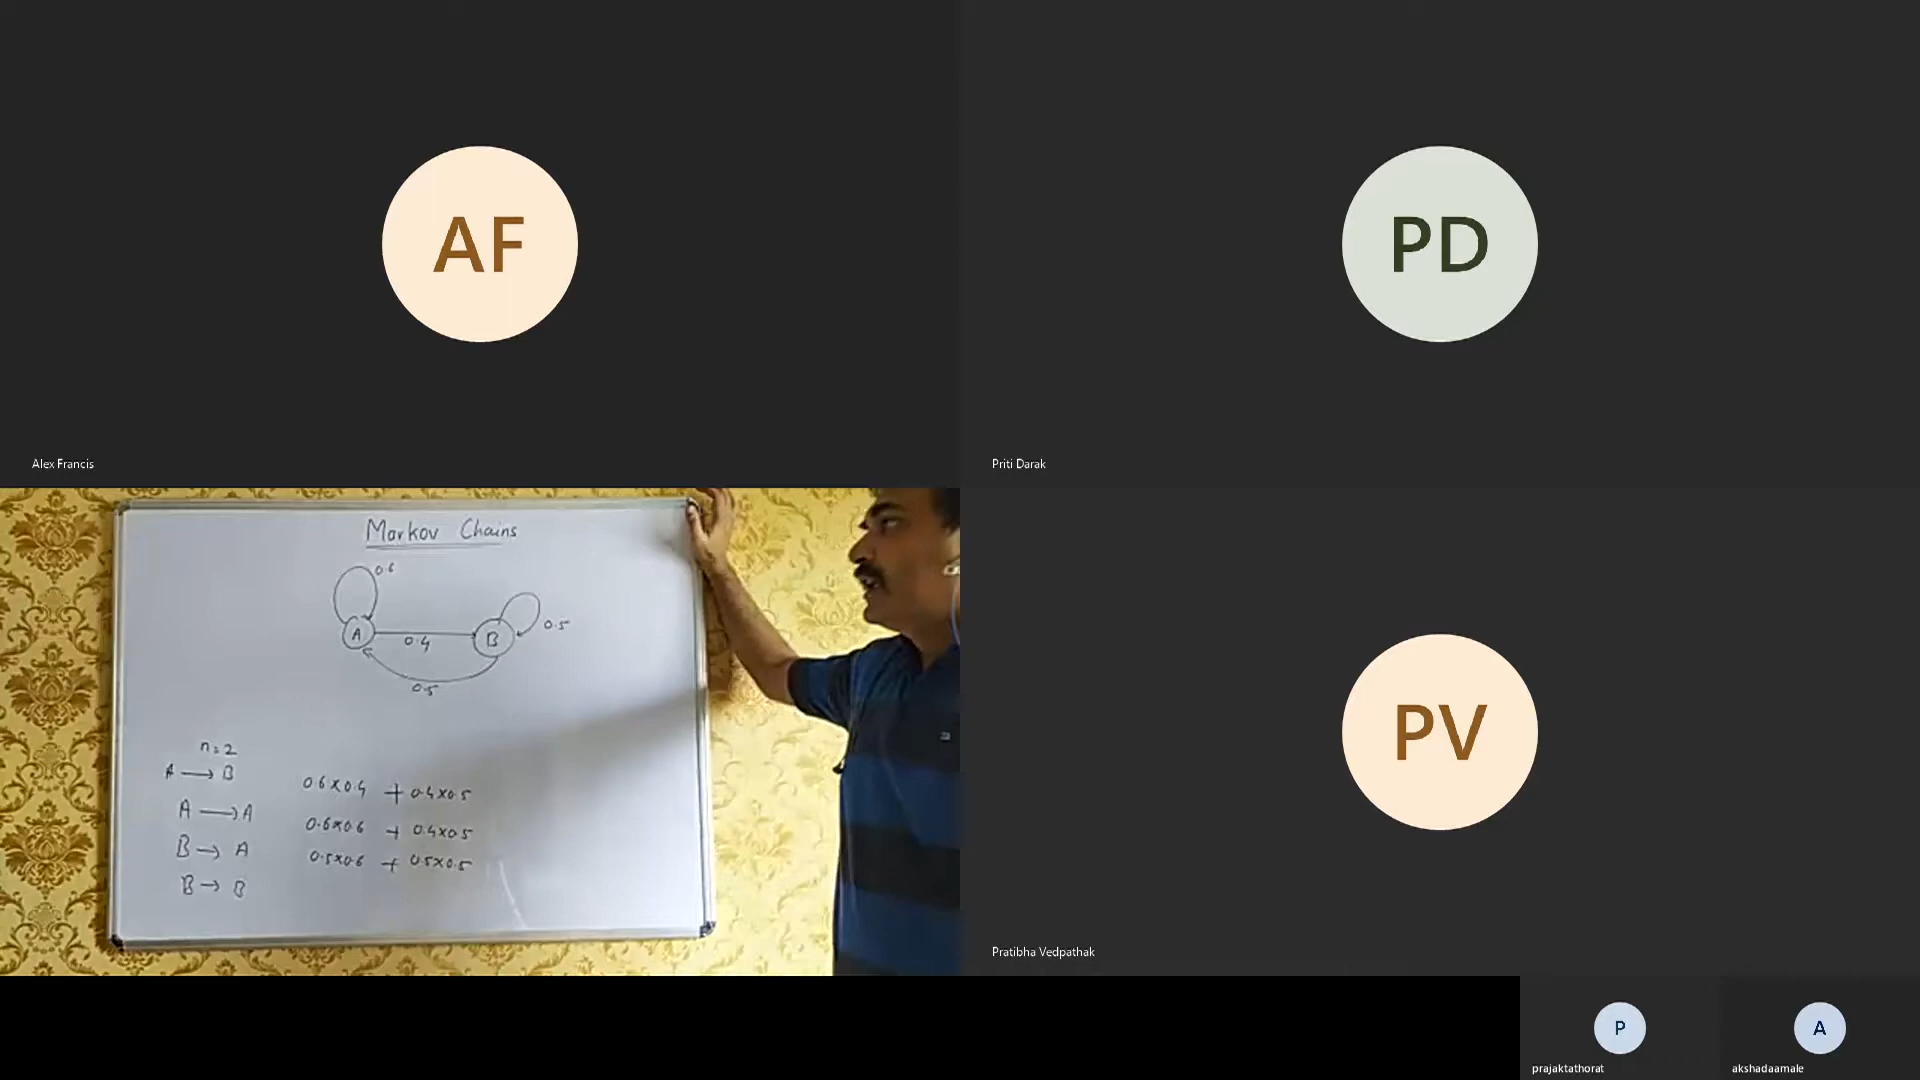 AF
Alex Francis
PD
Priti Darak
Markov Chains
0.6
A
0.4
B
0.5
0.5
n=2
A → B 0.6×0.4 + 0.4×0.5
A → A 0.6×0.6 + 0.4×0.5
B → A 0.5×0.6 + 0.5×0.5
B → B
PV
Pratibha Vedpathak
P
prajaktathorat
A
akshadaamale